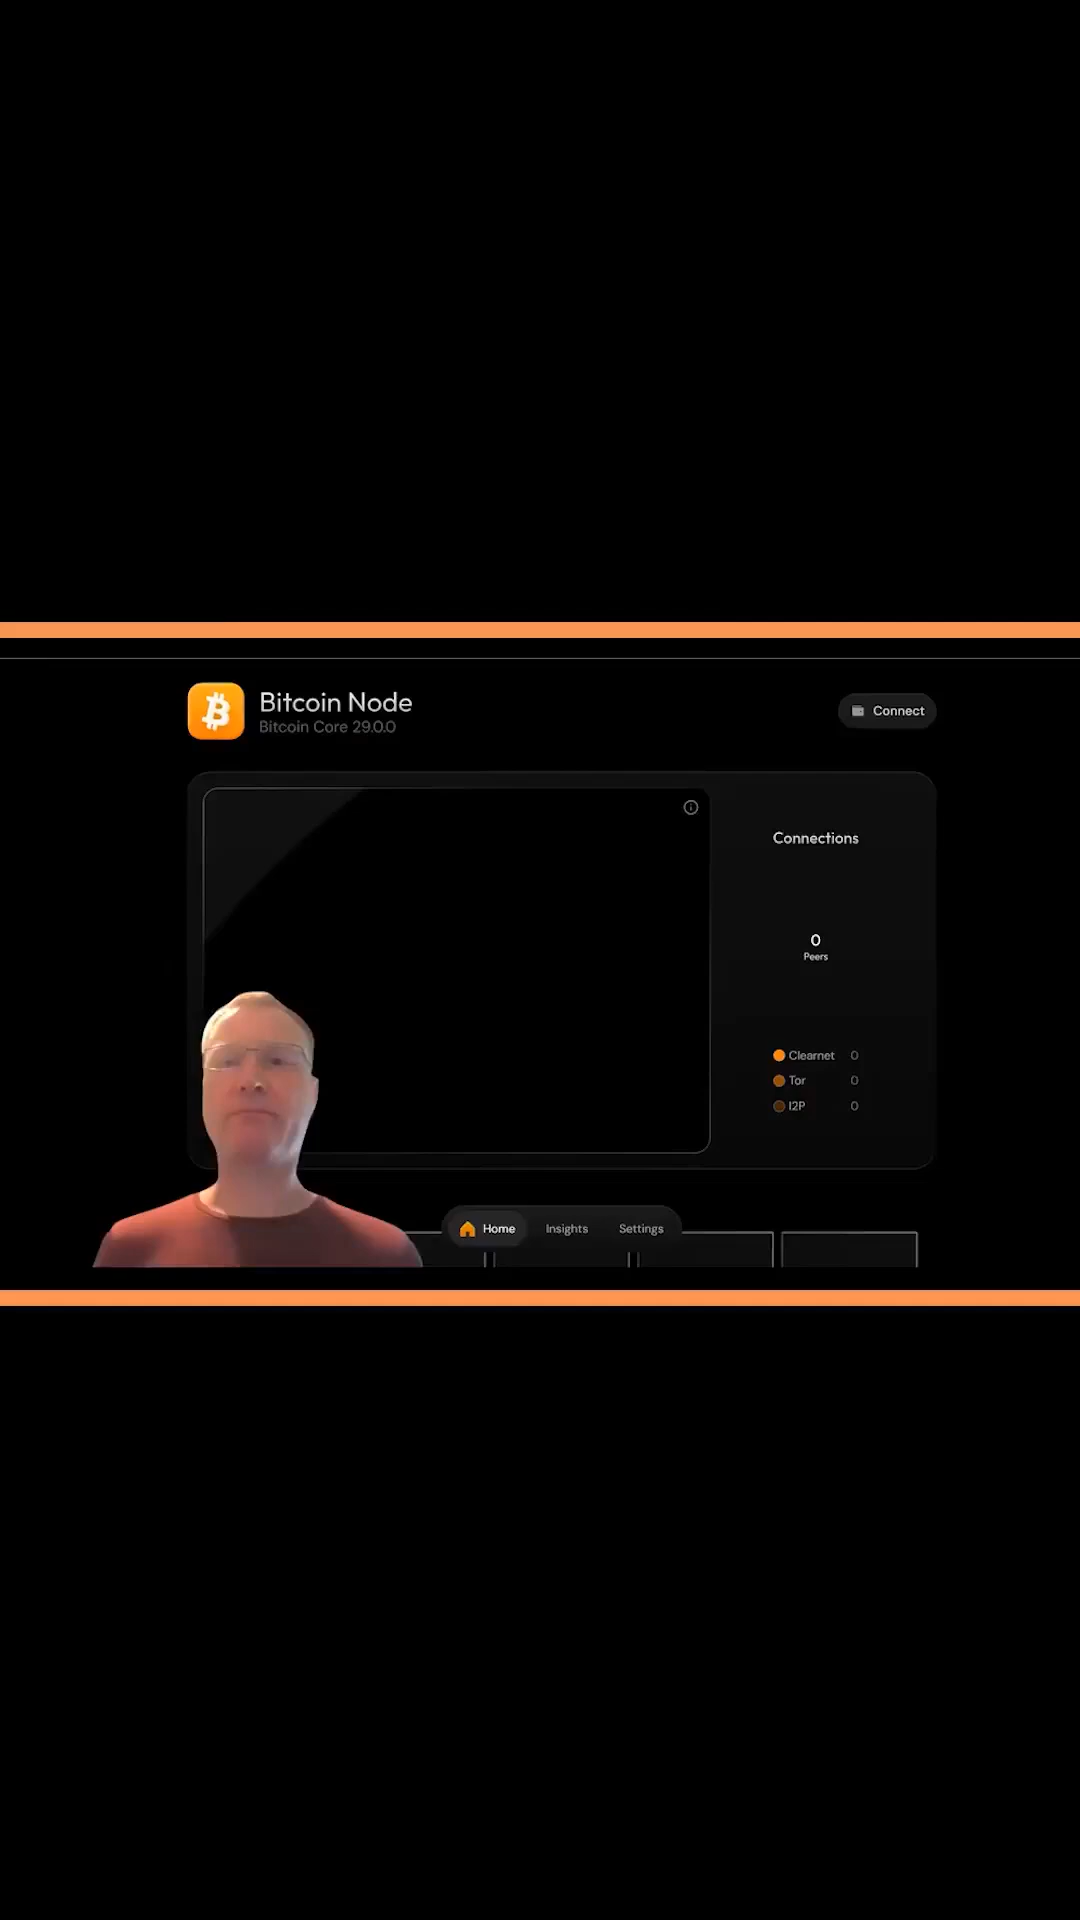 Bitcoin Node
Bitcoin Core 29.0.0
Connect
Connections
0
Peers
Clearnet 0
Tor 0
I2P 0
Home Insights Settings